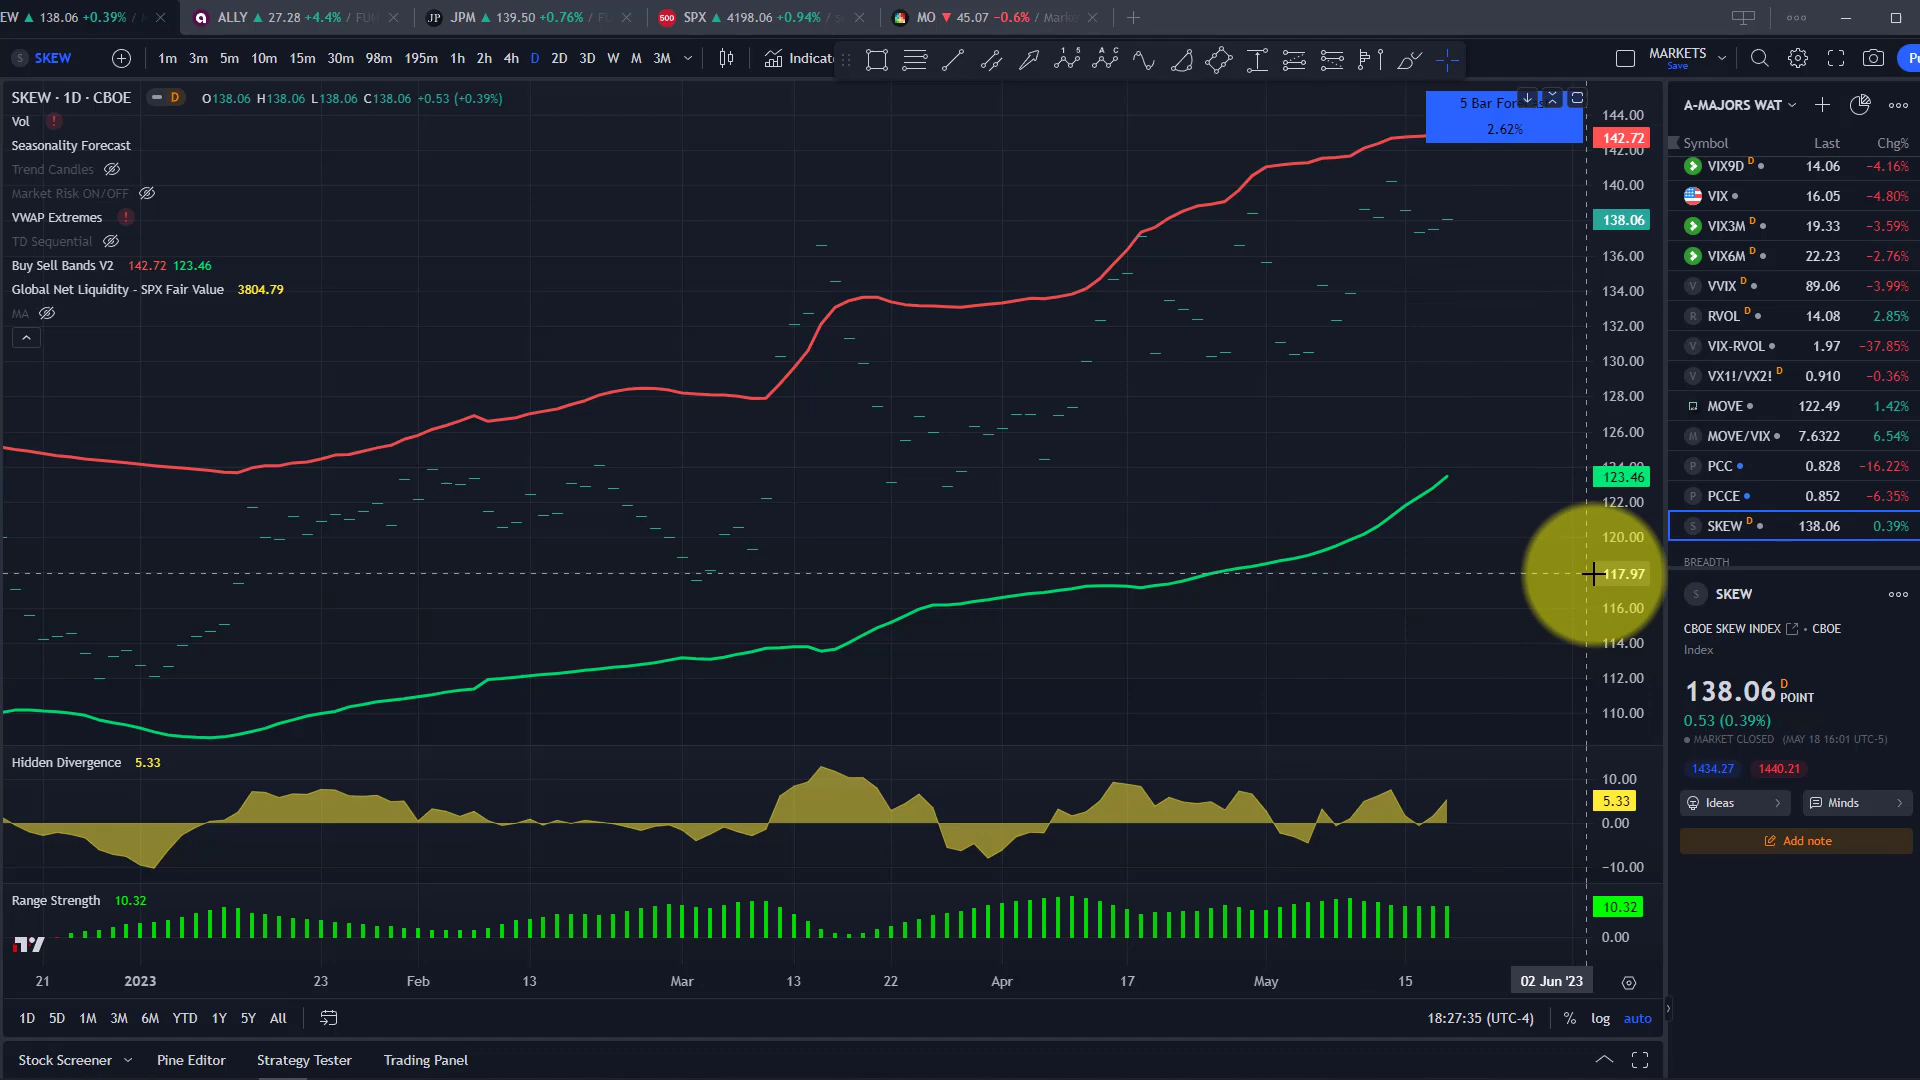 EW 138.06 +0.39% /
ALLY 27.28 +4.4% / FUN
JPM 139.50 +0.76% / FU
500 SPX 4198.06 +0.94% /
MO 45.07 −0.6% / Marke
SKEW
1m 3m 5m 10m 15m 30m 98m 195m 1h 2h 4h D 2D 3D W M 3M
Indicat
MARKETS
Save
Pu
SKEW · 1D · CBOE D O138.06 H138.06 L138.06 C138.06 +0.53 (+0.39%)
Vol
Seasonality Forecast
Trend Candles
Market Risk ON/OFF
VWAP Extremes
TD Sequential
Buy Sell Bands V2 142.72 123.46
Global Net Liquidity - SPX Fair Value 3804.79
MA
5 Bar For
2.62%
144.00
142.72
142.00
140.00
138.06
136.00
134.00
132.00
130.00
128.00
126.00
124.00
123.46
122.00
120.00
117.97
116.00
114.00
112.00
110.00
Hidden Divergence 5.33
10.00
5.33
0.00
−10.00
Range Strength 10.32
10.32
0.00
21 2023 23 Feb 13 Mar 13 22 Apr 17 May 15 02 Jun '23
1D 5D 1M 3M 6M YTD 1Y 5Y All
18:27:35 (UTC-4) % log auto
Stock Screener Pine Editor Strategy Tester Trading Panel
A-MAJORS WAT
Symbol Last Chg%
VIX9D D 14.06 −4.16%
VIX 16.05 −4.80%
VIX3M D 19.33 −3.59%
VIX6M D 22.23 −2.76%
V VVIX D 89.06 −3.99%
R RVOL D 14.08 2.85%
V VIX-RVOL 1.97 −37.85%
V VX1!/VX2! D 0.910 −0.36%
MOVE 122.49 1.42%
M MOVE/VIX 7.6322 6.54%
P PCC 0.828 −16.22%
P PCCE 0.852 −6.35%
S SKEW D 138.06 0.39%
BREADTH
S SKEW
CBOE SKEW INDEX · CBOE
Index
138.06 D POINT
0.53 (0.39%)
MARKET CLOSED (MAY 18 16:01 UTC-5)
1434.27 1440.21
Ideas Minds
Add note